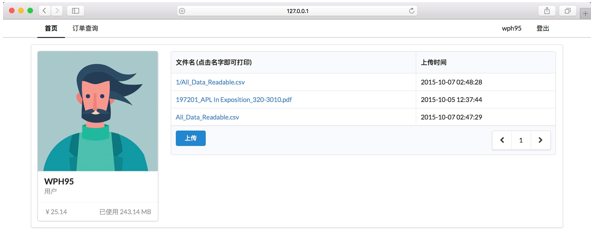 127.0.0.1
首页 订单查询 wph95 登出
文件名 (点击名字即可打印) 上传时间
1/All_Data_Readable.csv 2015-10-07 02:48:28
197201_APL In Exposition_320-3010.pdf 2015-10-05 12:37:44
All_Data_Readable.csv 2015-10-07 02:47:29
上传 1
WPH95
用户
¥ 25.14 已使用 243.14 MB